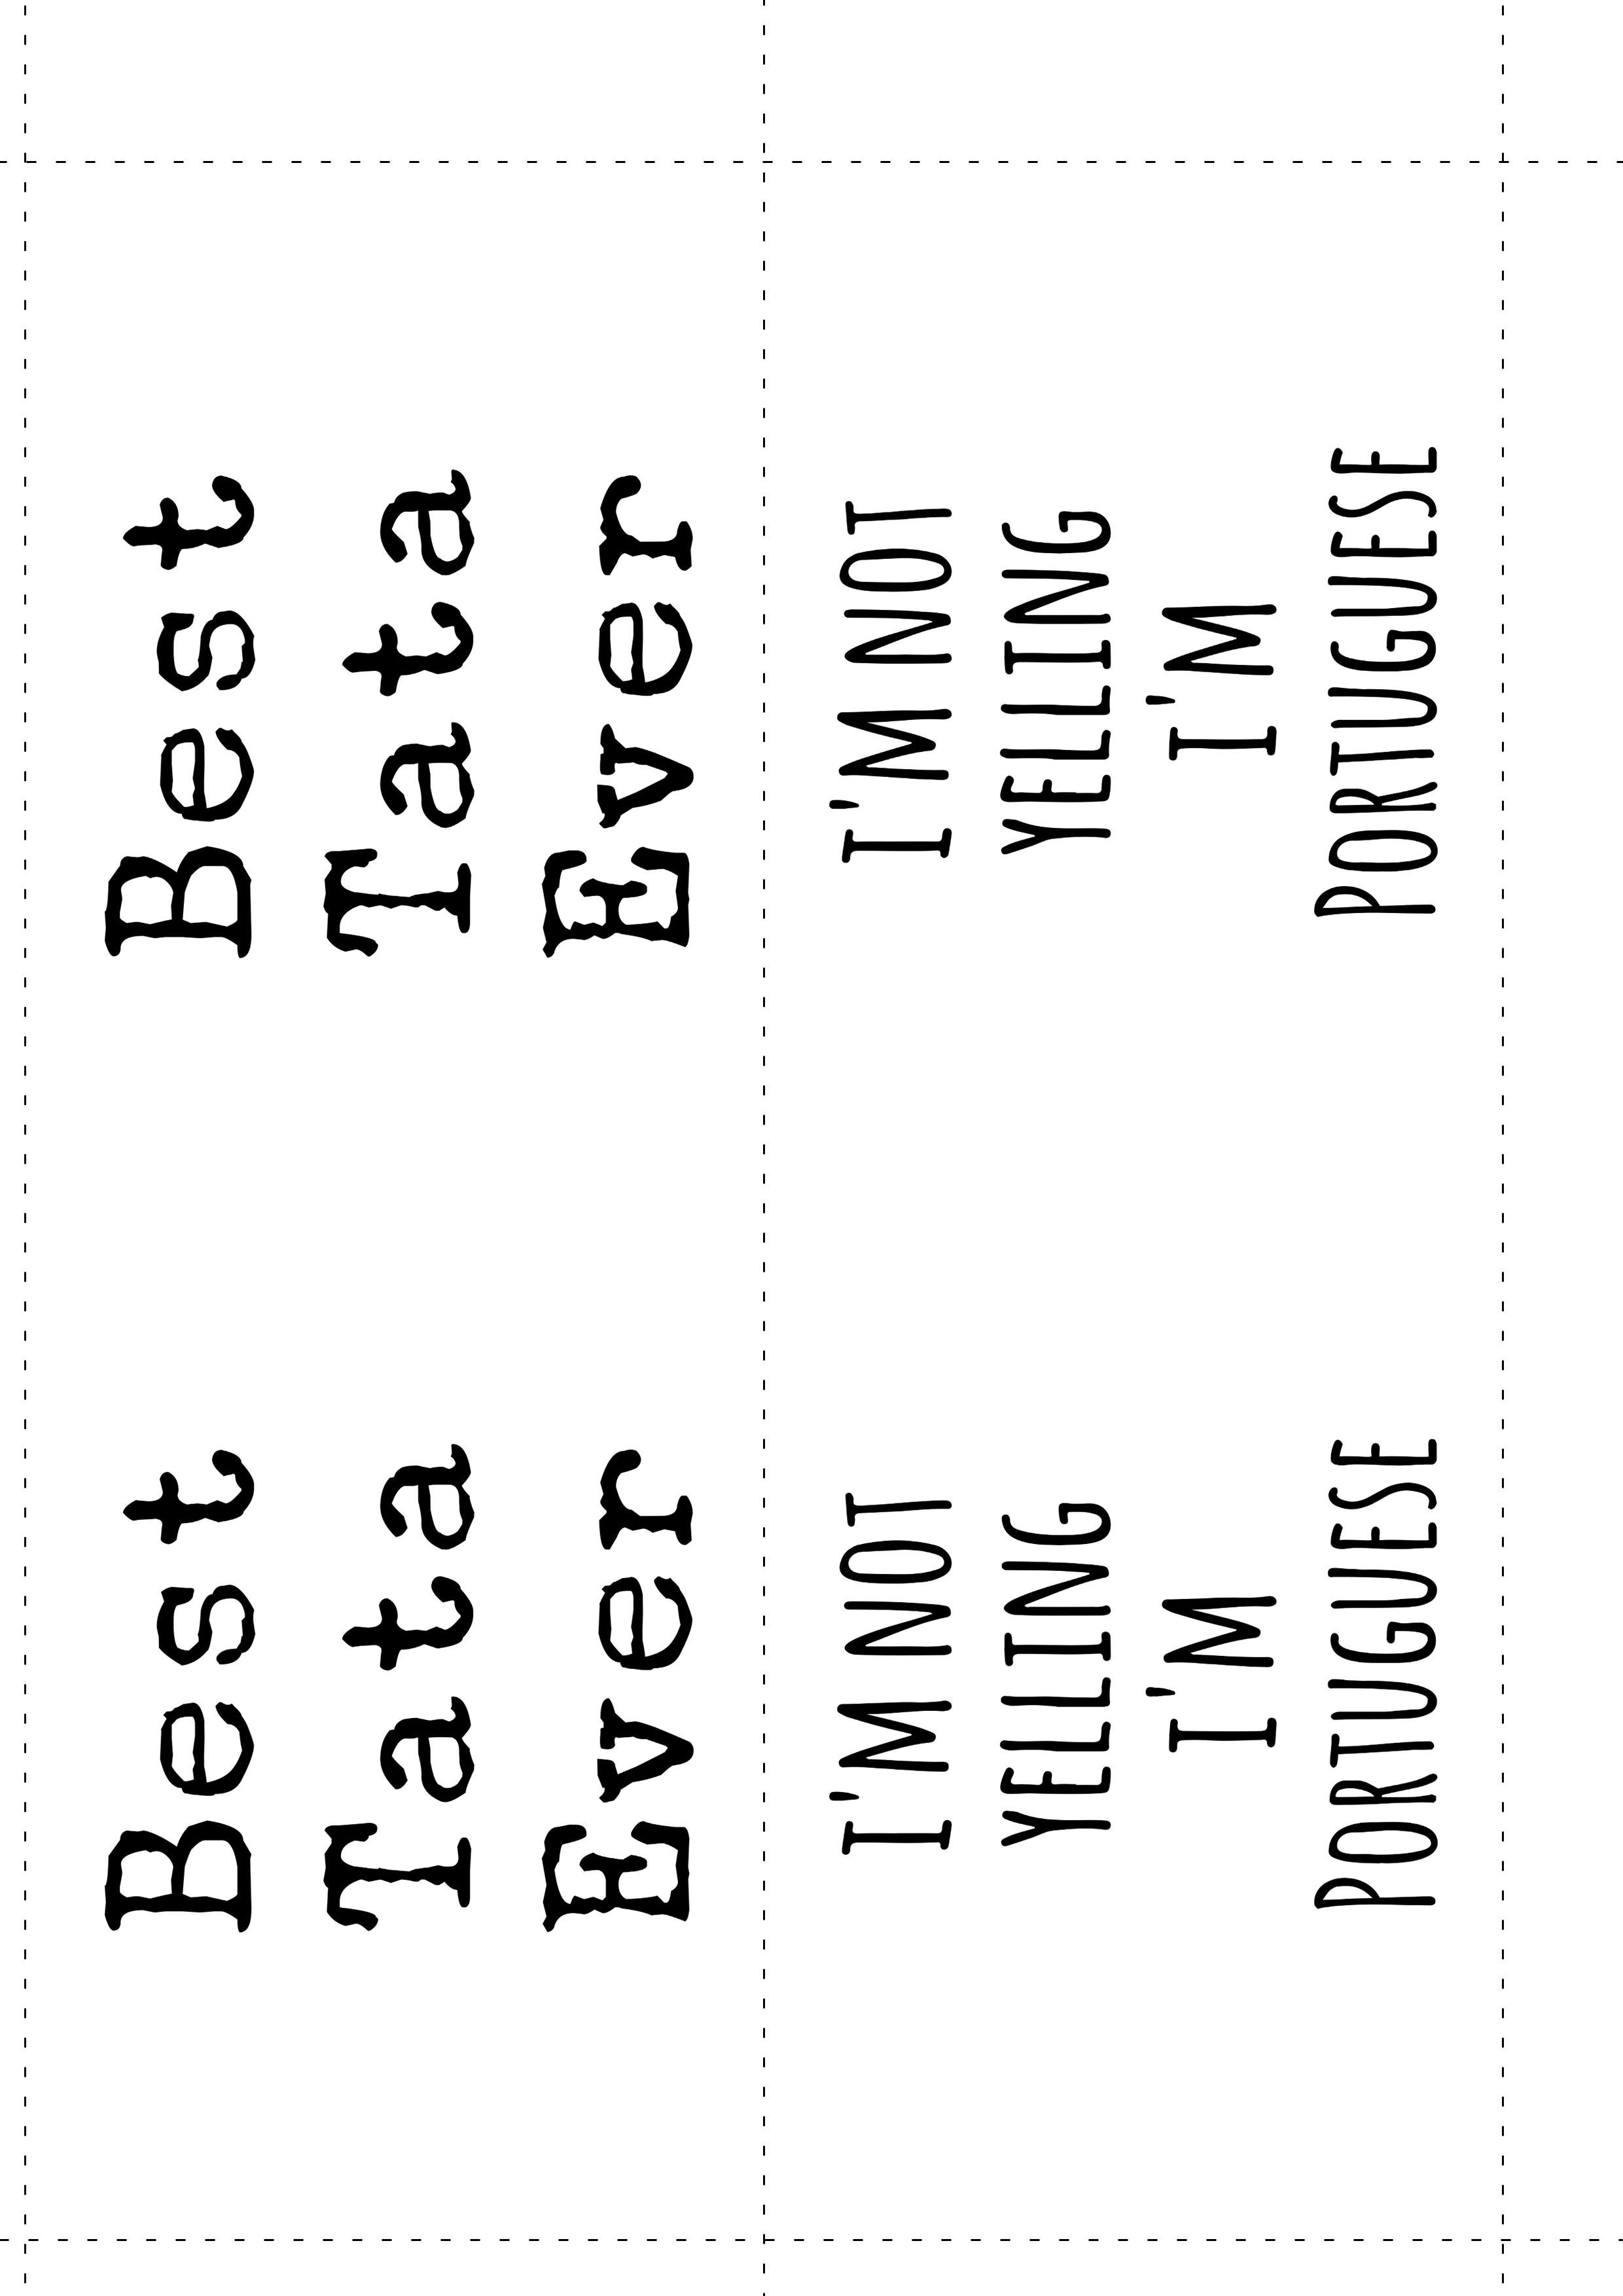 Best
Tata
Ever
Best
Tata
Ever
I'M NOT
YELLING
I'M
PORTUGUESE
I'M NOT
YELLING
I'M
PORTUGUESE